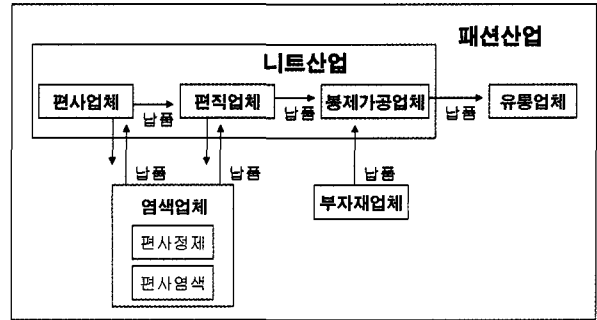 패션산업
니트산업
편사업체
편직업체
봉제가공업체
유통업체
납품
납품
납품
납품
납품
납품
염색업체
부자재업체
편사정제
편사염색